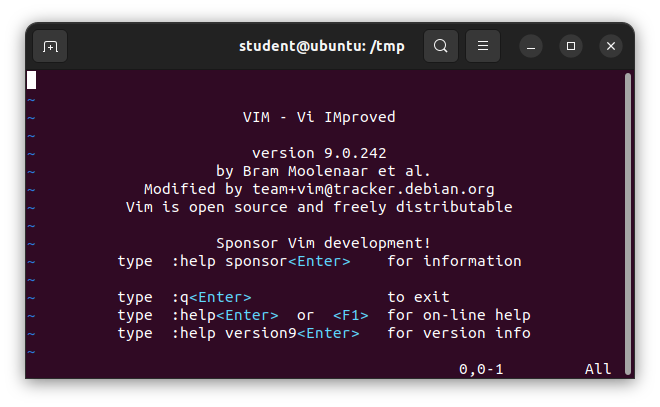 student@ubuntu: /tmp
~
~
VIM - Vi IMproved
~
~
version 9.0.242
~
by Bram Moolenaar et al.
~
Modified by team+vim@tracker.debian.org
~
Vim is open source and freely distributable
~
~
Sponsor Vim development!
~
type :help sponsor<Enter> for information
~
~
type :q<Enter> to exit
~
type :help<Enter> or <F1> for on-line help
~
type :help version9<Enter> for version info
~
0,0-1 All